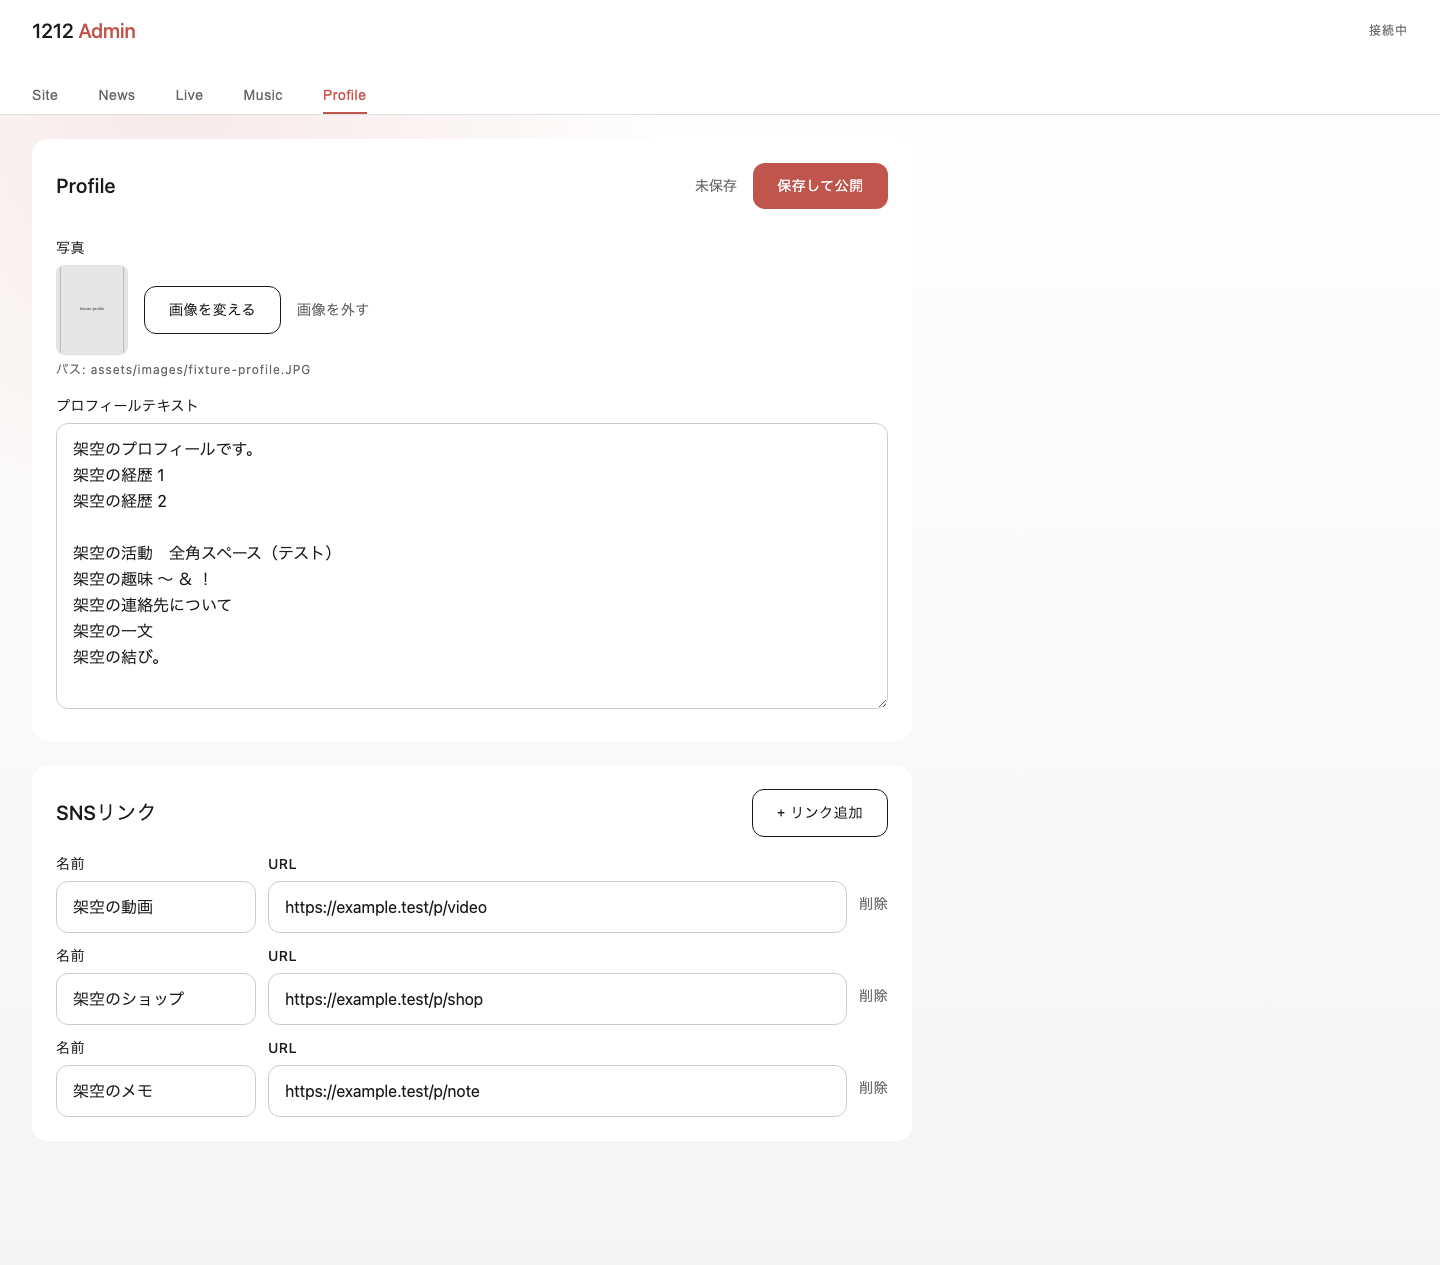 1212 Admin
接続中
Site
News
Live
Music
Profile
Profile
未保存
保存して公開
写真
fixture-profile
画像を変える
画像を外す
パス: assets/images/fixture-profile.JPG
プロフィールテキスト
架空のプロフィールです。
架空の経歴 1
架空の経歴 2
架空の活動　全角スペース（テスト）
架空の趣味 〜 & ！
架空の連絡先について
架空の一文
架空の結び。
SNSリンク
+ リンク追加
名前
URL
架空の動画
https://example.test/p/video
削除
名前
URL
架空のショップ
https://example.test/p/shop
削除
名前
URL
架空のメモ
https://example.test/p/note
削除